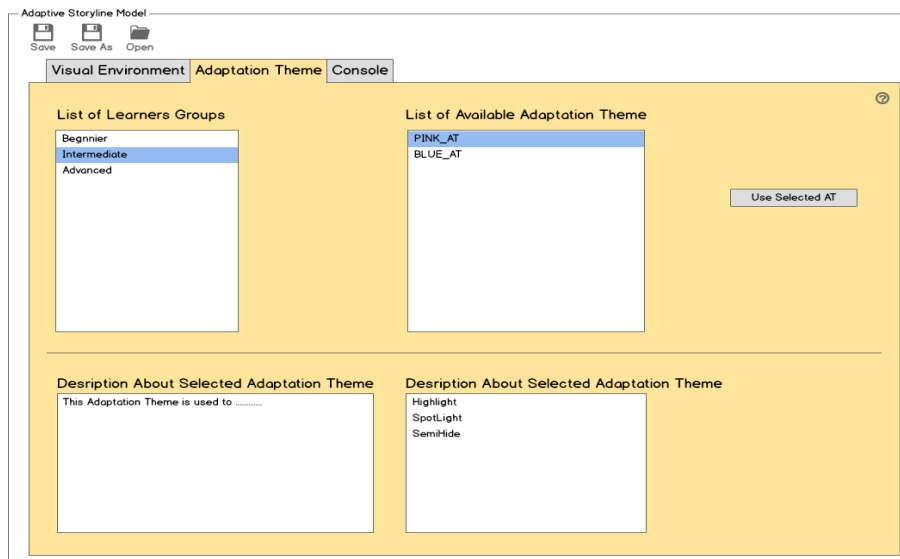 Adaptive Storyline Model
Save Save As Open
Visual Environment Adaptation Theme Console
?
List of Learners Groups
Begnnier
Intermediate
Advanced
List of Available Adaptation Theme
PINK_AT
BLUE_AT
Use Selected AT
Desription About Selected Adaptation Theme
This Adaptation Theme is used to ...........
Desription About Selected Adaptation Theme
Highlight
SpotLight
SemiHide